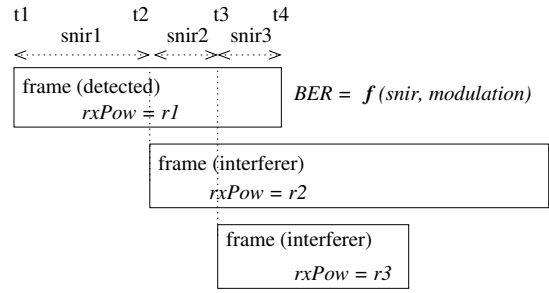 t1 t2 t3 t4
snir1 snir2 snir3
frame (detected)
rxPow = r1
BER = f (snir, modulation)
frame (interferer)
rxPow = r2
frame (interferer)
rxPow = r3